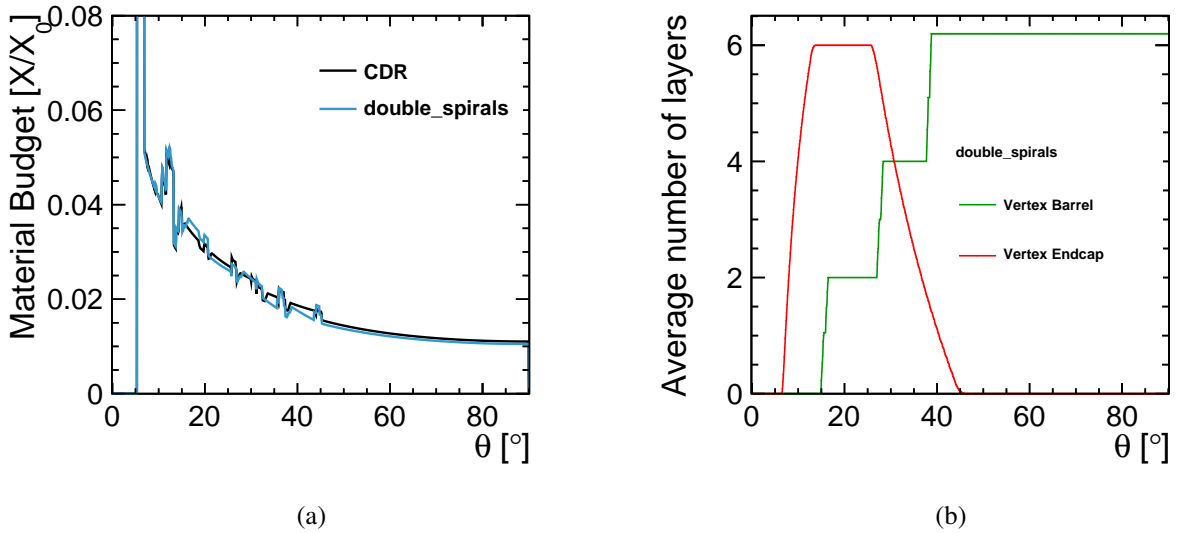 Material Budget [X/X0]
0.08
0.06
0.04
0.02
0
0 20 40 60 80
θ [°]
CDR
double_spirals
(a)
Average number of layers
6
4
2
0
0 20 40 60 80
θ [°]
double_spirals
Vertex Barrel
Vertex Endcap
(b)